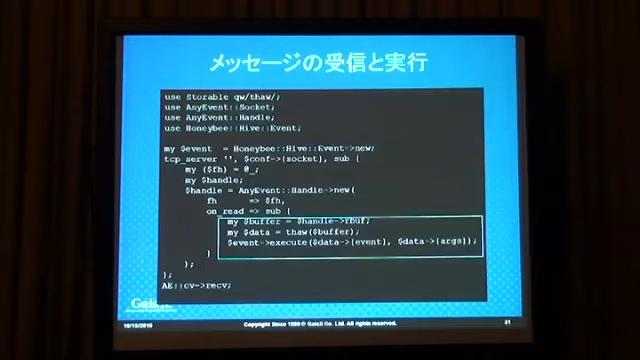 メッセージの受信と実行
use Storable qw/thaw/;
use AnyEvent::Socket;
use AnyEvent::Handle;
use Honeybee::Hive::Event;
my $event = Honeybee::Hive::Event->new;
tcp_server '', $conf->{socket}, sub {
my ($fh) = @_;
my $handle;
$handle = AnyEvent::Handle->new(
fh => $fh,
on_read => sub {
my $buffer = $handle->rbuf;
my $data = thaw($buffer);
$event->execute($data->{event}, $data->{args});
}
);
};
AE::cv->recv;
GaiaX
10/15/2010
Copyright Since 1999 © GaiaX Co. Ltd. All rights reserved.
21